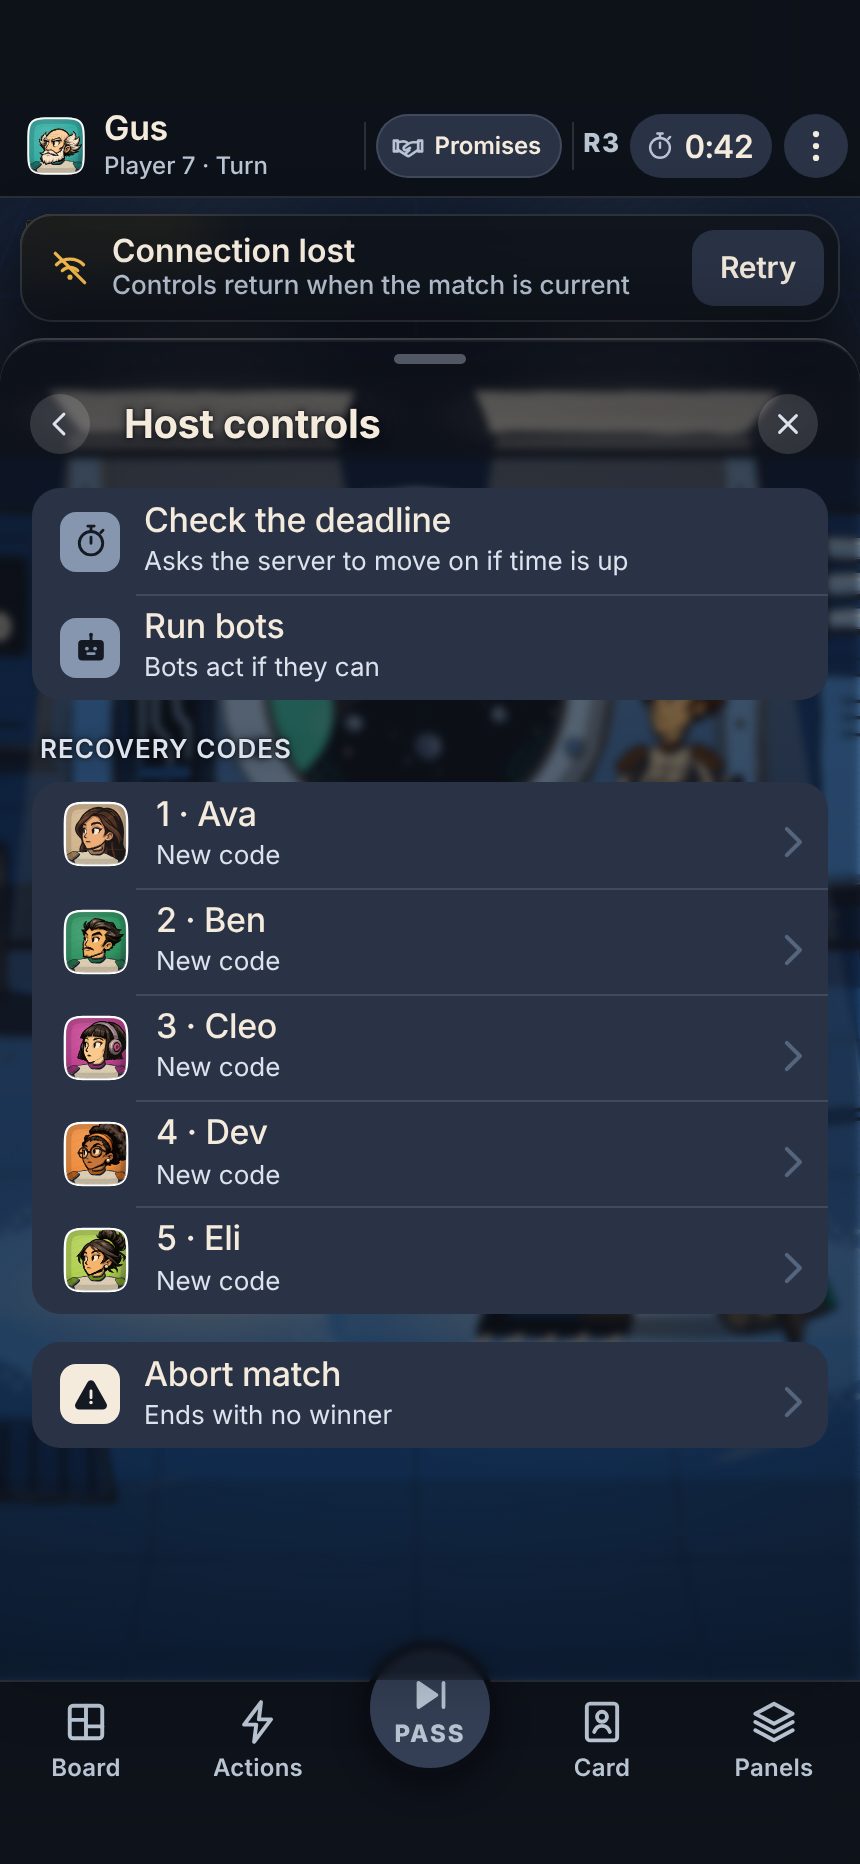 Gus
Player 7 · Turn
Promises
R3
0:42
Connection lost
Controls return when the match is current
Retry
Host controls
Check the deadline
Asks the server to move on if time is up
Run bots
Bots act if they can
RECOVERY CODES
1 · Ava
New code
2 · Ben
New code
3 · Cleo
New code
4 · Dev
New code
5 · Eli
New code
Abort match
Ends with no winner
PASS
Board
Actions
Card
Panels